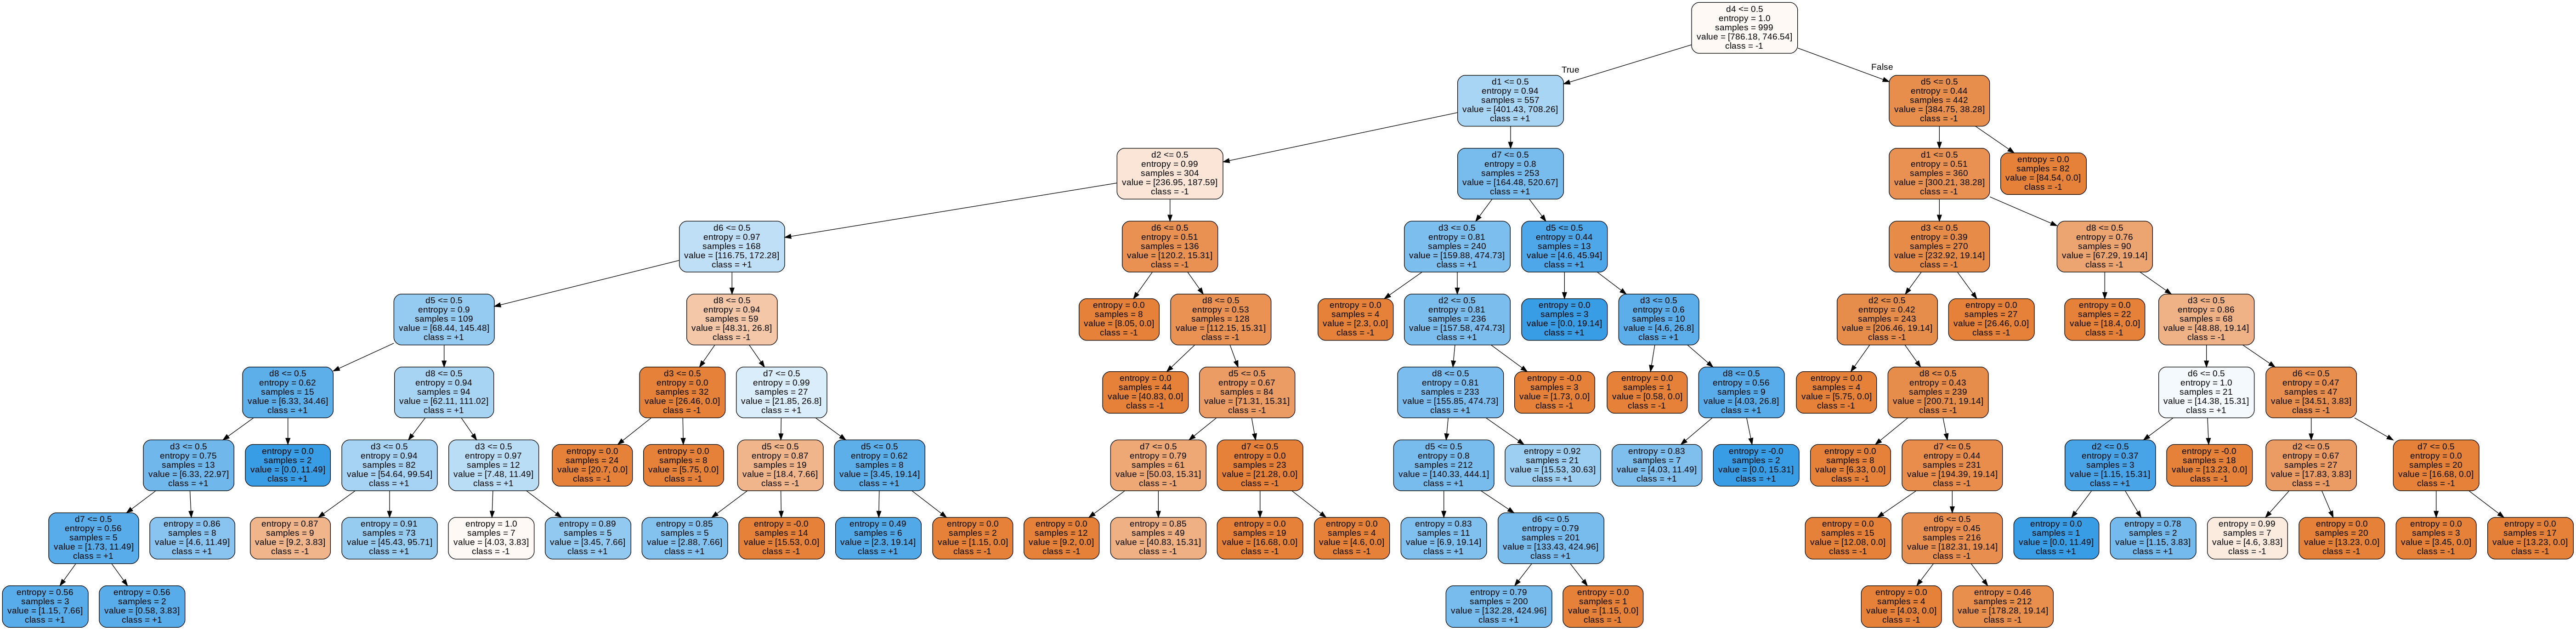 d4 <= 0.5
entropy = 1.0
samples = 999
value = [786.18, 746.54]
class = -1
True
False
d1 <= 0.5
entropy = 0.94
samples = 557
value = [401.43, 708.26]
class = +1
d5 <= 0.5
entropy = 0.44
samples = 442
value = [384.75, 38.28]
class = -1
d2 <= 0.5
entropy = 0.99
samples = 304
value = [236.95, 187.59]
class = -1
d7 <= 0.5
entropy = 0.8
samples = 253
value = [164.48, 520.67]
class = +1
d1 <= 0.5
entropy = 0.51
samples = 360
value = [300.21, 38.28]
class = -1
entropy = 0.0
samples = 82
value = [84.54, 0.0]
class = -1
d6 <= 0.5
entropy = 0.97
samples = 168
value = [116.75, 172.28]
class = +1
d6 <= 0.5
entropy = 0.51
samples = 136
value = [120.2, 15.31]
class = -1
d3 <= 0.5
entropy = 0.81
samples = 240
value = [159.88, 474.73]
class = +1
d5 <= 0.5
entropy = 0.44
samples = 13
value = [4.6, 45.94]
class = +1
d3 <= 0.5
entropy = 0.39
samples = 270
value = [232.92, 19.14]
class = -1
d8 <= 0.5
entropy = 0.76
samples = 90
value = [67.29, 19.14]
class = -1
d5 <= 0.5
entropy = 0.9
samples = 109
value = [68.44, 145.48]
class = +1
d8 <= 0.5
entropy = 0.94
samples = 59
value = [48.31, 26.8]
class = -1
entropy = 0.0
samples = 8
value = [8.05, 0.0]
class = -1
d8 <= 0.5
entropy = 0.53
samples = 128
value = [112.15, 15.31]
class = -1
entropy = 0.0
samples = 4
value = [2.3, 0.0]
class = -1
d2 <= 0.5
entropy = 0.81
samples = 236
value = [157.58, 474.73]
class = +1
entropy = 0.0
samples = 3
value = [0.0, 19.14]
class = +1
d3 <= 0.5
entropy = 0.6
samples = 10
value = [4.6, 26.8]
class = +1
d2 <= 0.5
entropy = 0.42
samples = 243
value = [206.46, 19.14]
class = -1
entropy = 0.0
samples = 27
value = [26.46, 0.0]
class = -1
entropy = 0.0
samples = 22
value = [18.4, 0.0]
class = -1
d3 <= 0.5
entropy = 0.86
samples = 68
value = [48.88, 19.14]
class = -1
d8 <= 0.5
entropy = 0.62
samples = 15
value = [6.33, 34.46]
class = +1
d8 <= 0.5
entropy = 0.94
samples = 94
value = [62.11, 111.02]
class = +1
d3 <= 0.5
entropy = 0.0
samples = 32
value = [26.46, 0.0]
class = -1
d7 <= 0.5
entropy = 0.99
samples = 27
value = [21.85, 26.8]
class = +1
entropy = 0.0
samples = 44
value = [40.83, 0.0]
class = -1
d5 <= 0.5
entropy = 0.67
samples = 84
value = [71.31, 15.31]
class = -1
d8 <= 0.5
entropy = 0.81
samples = 233
value = [155.85, 474.73]
class = +1
entropy = -0.0
samples = 3
value = [1.73, 0.0]
class = -1
entropy = 0.0
samples = 1
value = [0.58, 0.0]
class = -1
d8 <= 0.5
entropy = 0.56
samples = 9
value = [4.03, 26.8]
class = +1
entropy = 0.0
samples = 4
value = [5.75, 0.0]
class = -1
d8 <= 0.5
entropy = 0.43
samples = 239
value = [200.71, 19.14]
class = -1
d6 <= 0.5
entropy = 1.0
samples = 21
value = [14.38, 15.31]
class = +1
d6 <= 0.5
entropy = 0.47
samples = 47
value = [34.51, 3.83]
class = -1
d3 <= 0.5
entropy = 0.75
samples = 13
value = [6.33, 22.97]
class = +1
entropy = 0.0
samples = 2
value = [0.0, 11.49]
class = +1
d3 <= 0.5
entropy = 0.94
samples = 82
value = [54.64, 99.54]
class = +1
d3 <= 0.5
entropy = 0.97
samples = 12
value = [7.48, 11.49]
class = +1
entropy = 0.0
samples = 24
value = [20.7, 0.0]
class = -1
entropy = 0.0
samples = 8
value = [5.75, 0.0]
class = -1
d5 <= 0.5
entropy = 0.87
samples = 19
value = [18.4, 7.66]
class = -1
d5 <= 0.5
entropy = 0.62
samples = 8
value = [3.45, 19.14]
class = +1
d7 <= 0.5
entropy = 0.79
samples = 61
value = [50.03, 15.31]
class = -1
d7 <= 0.5
entropy = 0.0
samples = 23
value = [21.28, 0.0]
class = -1
d5 <= 0.5
entropy = 0.8
samples = 212
value = [140.33, 444.1]
class = +1
entropy = 0.92
samples = 21
value = [15.53, 30.63]
class = +1
entropy = 0.83
samples = 7
value = [4.03, 11.49]
class = +1
entropy = -0.0
samples = 2
value = [0.0, 15.31]
class = +1
entropy = 0.0
samples = 8
value = [6.33, 0.0]
class = -1
d7 <= 0.5
entropy = 0.44
samples = 231
value = [194.39, 19.14]
class = -1
d2 <= 0.5
entropy = 0.37
samples = 3
value = [1.15, 15.31]
class = +1
entropy = -0.0
samples = 18
value = [13.23, 0.0]
class = -1
d2 <= 0.5
entropy = 0.67
samples = 27
value = [17.83, 3.83]
class = -1
d7 <= 0.5
entropy = 0.0
samples = 20
value = [16.68, 0.0]
class = -1
d7 <= 0.5
entropy = 0.56
samples = 5
value = [1.73, 11.49]
class = +1
entropy = 0.86
samples = 8
value = [4.6, 11.49]
class = +1
entropy = 0.87
samples = 9
value = [9.2, 3.83]
class = -1
entropy = 0.91
samples = 73
value = [45.43, 95.71]
class = +1
entropy = 1.0
samples = 7
value = [4.03, 3.83]
class = -1
entropy = 0.89
samples = 5
value = [3.45, 7.66]
class = +1
entropy = 0.85
samples = 5
value = [2.88, 7.66]
class = +1
entropy = -0.0
samples = 14
value = [15.53, 0.0]
class = -1
entropy = 0.49
samples = 6
value = [2.3, 19.14]
class = +1
entropy = 0.0
samples = 2
value = [1.15, 0.0]
class = -1
entropy = 0.0
samples = 12
value = [9.2, 0.0]
class = -1
entropy = 0.85
samples = 49
value = [40.83, 15.31]
class = -1
entropy = 0.0
samples = 19
value = [16.68, 0.0]
class = -1
entropy = 0.0
samples = 4
value = [4.6, 0.0]
class = -1
entropy = 0.83
samples = 11
value = [6.9, 19.14]
class = +1
d6 <= 0.5
entropy = 0.79
samples = 201
value = [133.43, 424.96]
class = +1
entropy = 0.0
samples = 15
value = [12.08, 0.0]
class = -1
d6 <= 0.5
entropy = 0.45
samples = 216
value = [182.31, 19.14]
class = -1
entropy = 0.0
samples = 1
value = [0.0, 11.49]
class = +1
entropy = 0.78
samples = 2
value = [1.15, 3.83]
class = +1
entropy = 0.99
samples = 7
value = [4.6, 3.83]
class = -1
entropy = 0.0
samples = 20
value = [13.23, 0.0]
class = -1
entropy = 0.0
samples = 3
value = [3.45, 0.0]
class = -1
entropy = 0.0
samples = 17
value = [13.23, 0.0]
class = -1
entropy = 0.56
samples = 3
value = [1.15, 7.66]
class = +1
entropy = 0.56
samples = 2
value = [0.58, 3.83]
class = +1
entropy = 0.79
samples = 200
value = [132.28, 424.96]
class = +1
entropy = 0.0
samples = 1
value = [1.15, 0.0]
class = -1
entropy = 0.0
samples = 4
value = [4.03, 0.0]
class = -1
entropy = 0.46
samples = 212
value = [178.28, 19.14]
class = -1